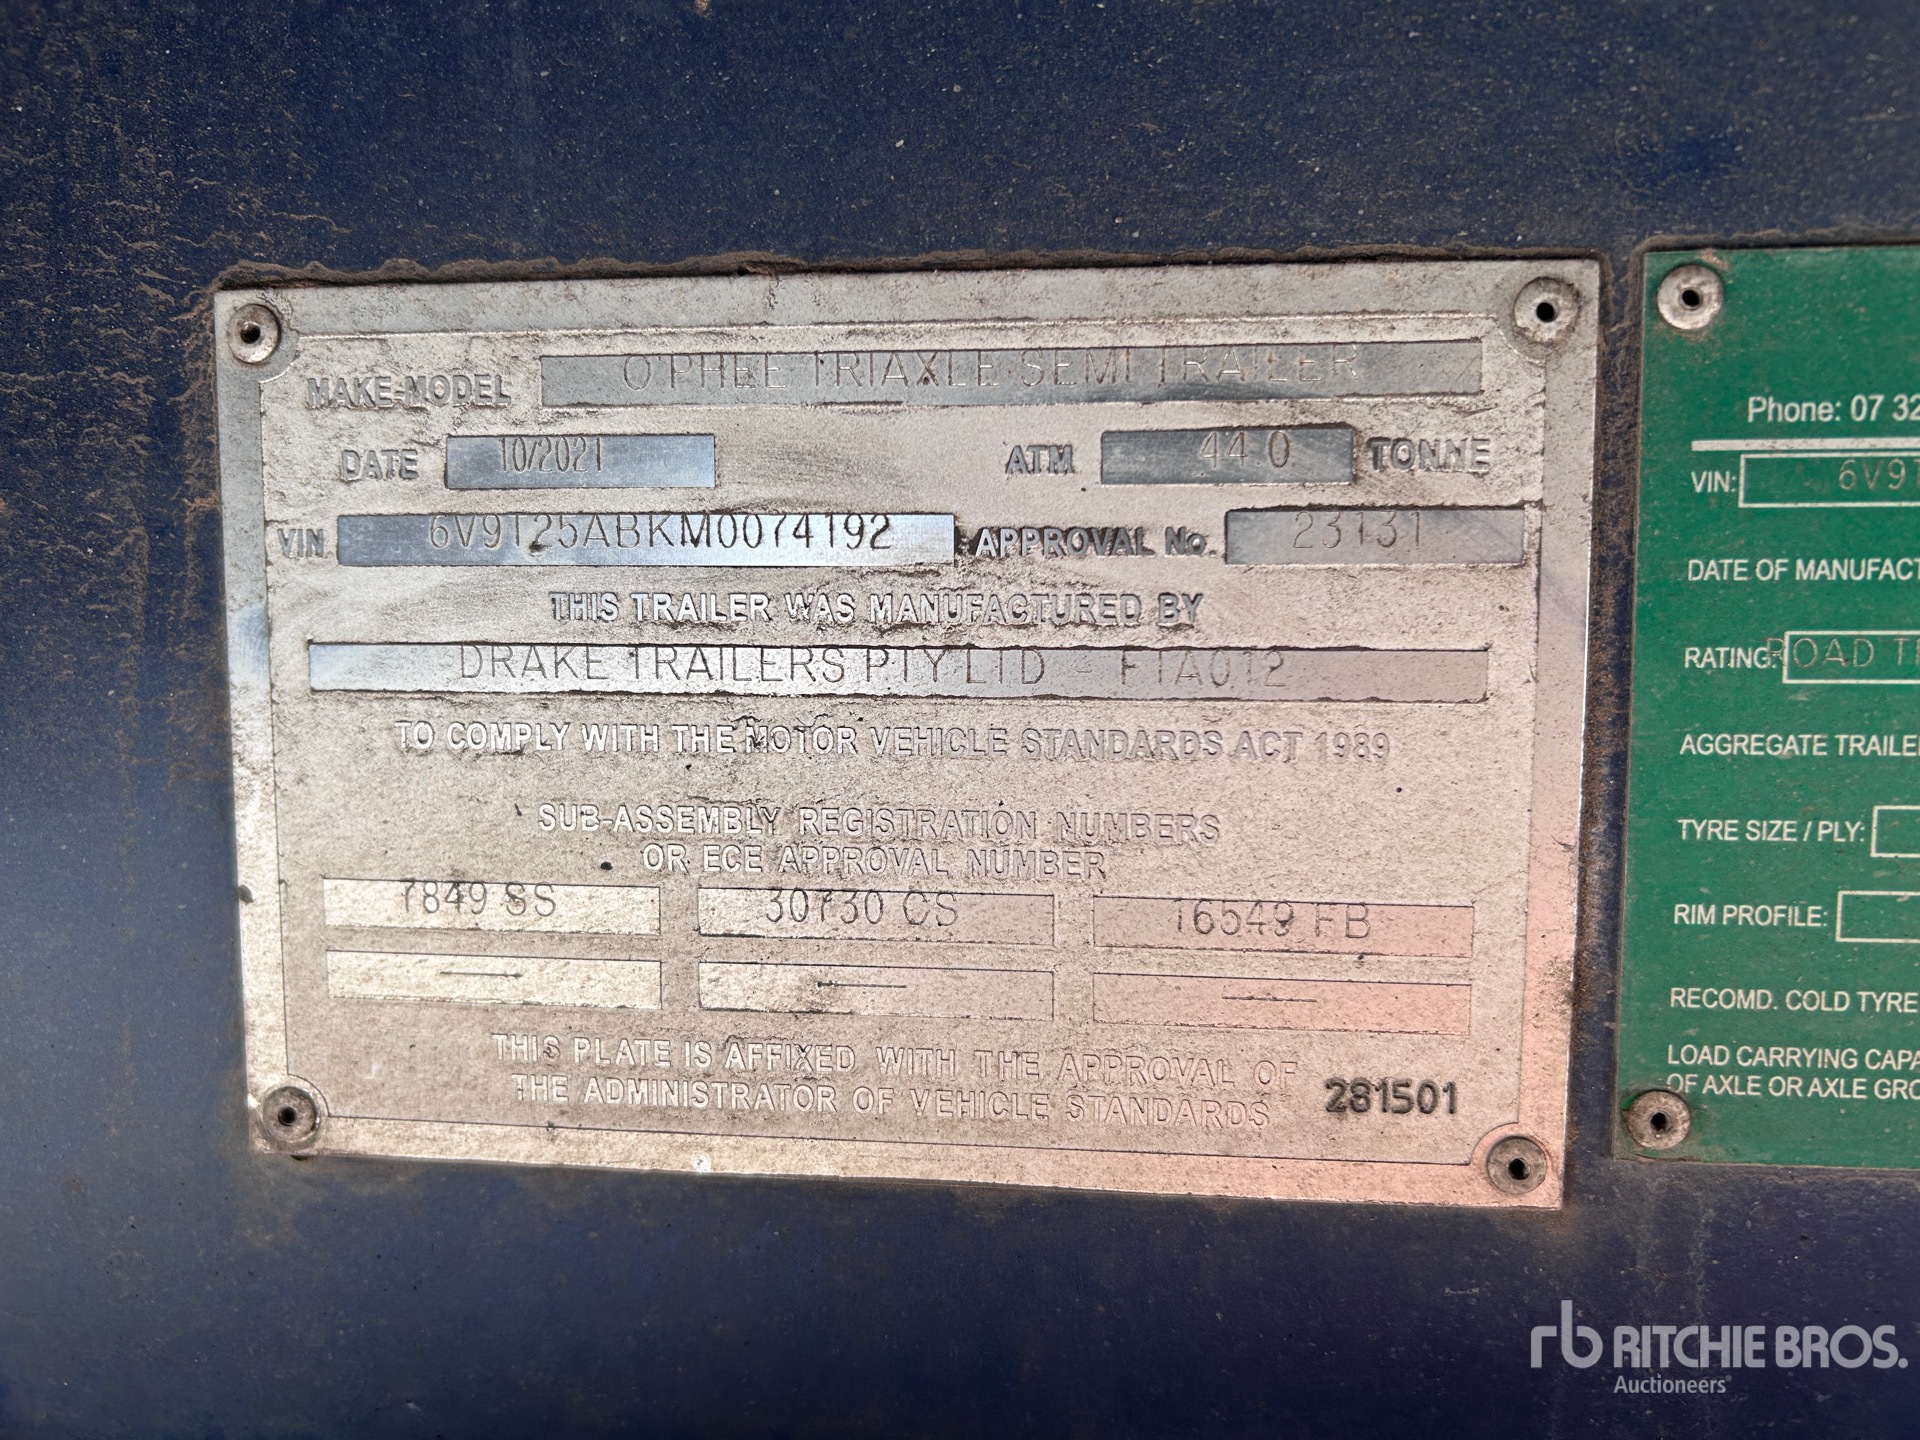 MAKE-MODEL O'PHEE TRIAXLE SEMI TRAILER
DATE 10/2021 ATM 44.0 TONNE
VIN 6V9T25ABKM0074192 APPROVAL No. 23131
THIS TRAILER WAS MANUFACTURED BY
DRAKE TRAILERS PTY LTD - FTA012
TO COMPLY WITH THE MOTOR VEHICLE STANDARDS ACT 1989
SUB-ASSEMBLY REGISTRATION NUMBERS
OR ECE APPROVAL NUMBER
7849 SS 30730 CS 16549 FB
THIS PLATE IS AFFIXED WITH THE APPROVAL OF
THE ADMINISTRATOR OF VEHICLE STANDARDS 281501
Phone: 07 32
VIN: 6V9T
DATE OF MANUFACT
RATING: ROAD T
AGGREGATE TRAILE
TYRE SIZE / PLY:
RIM PROFILE:
RECOMD. COLD TYRE
LOAD CARRYING CAPA
OF AXLE OR AXLE GRO
rb RITCHIE BROS.
Auctioneers